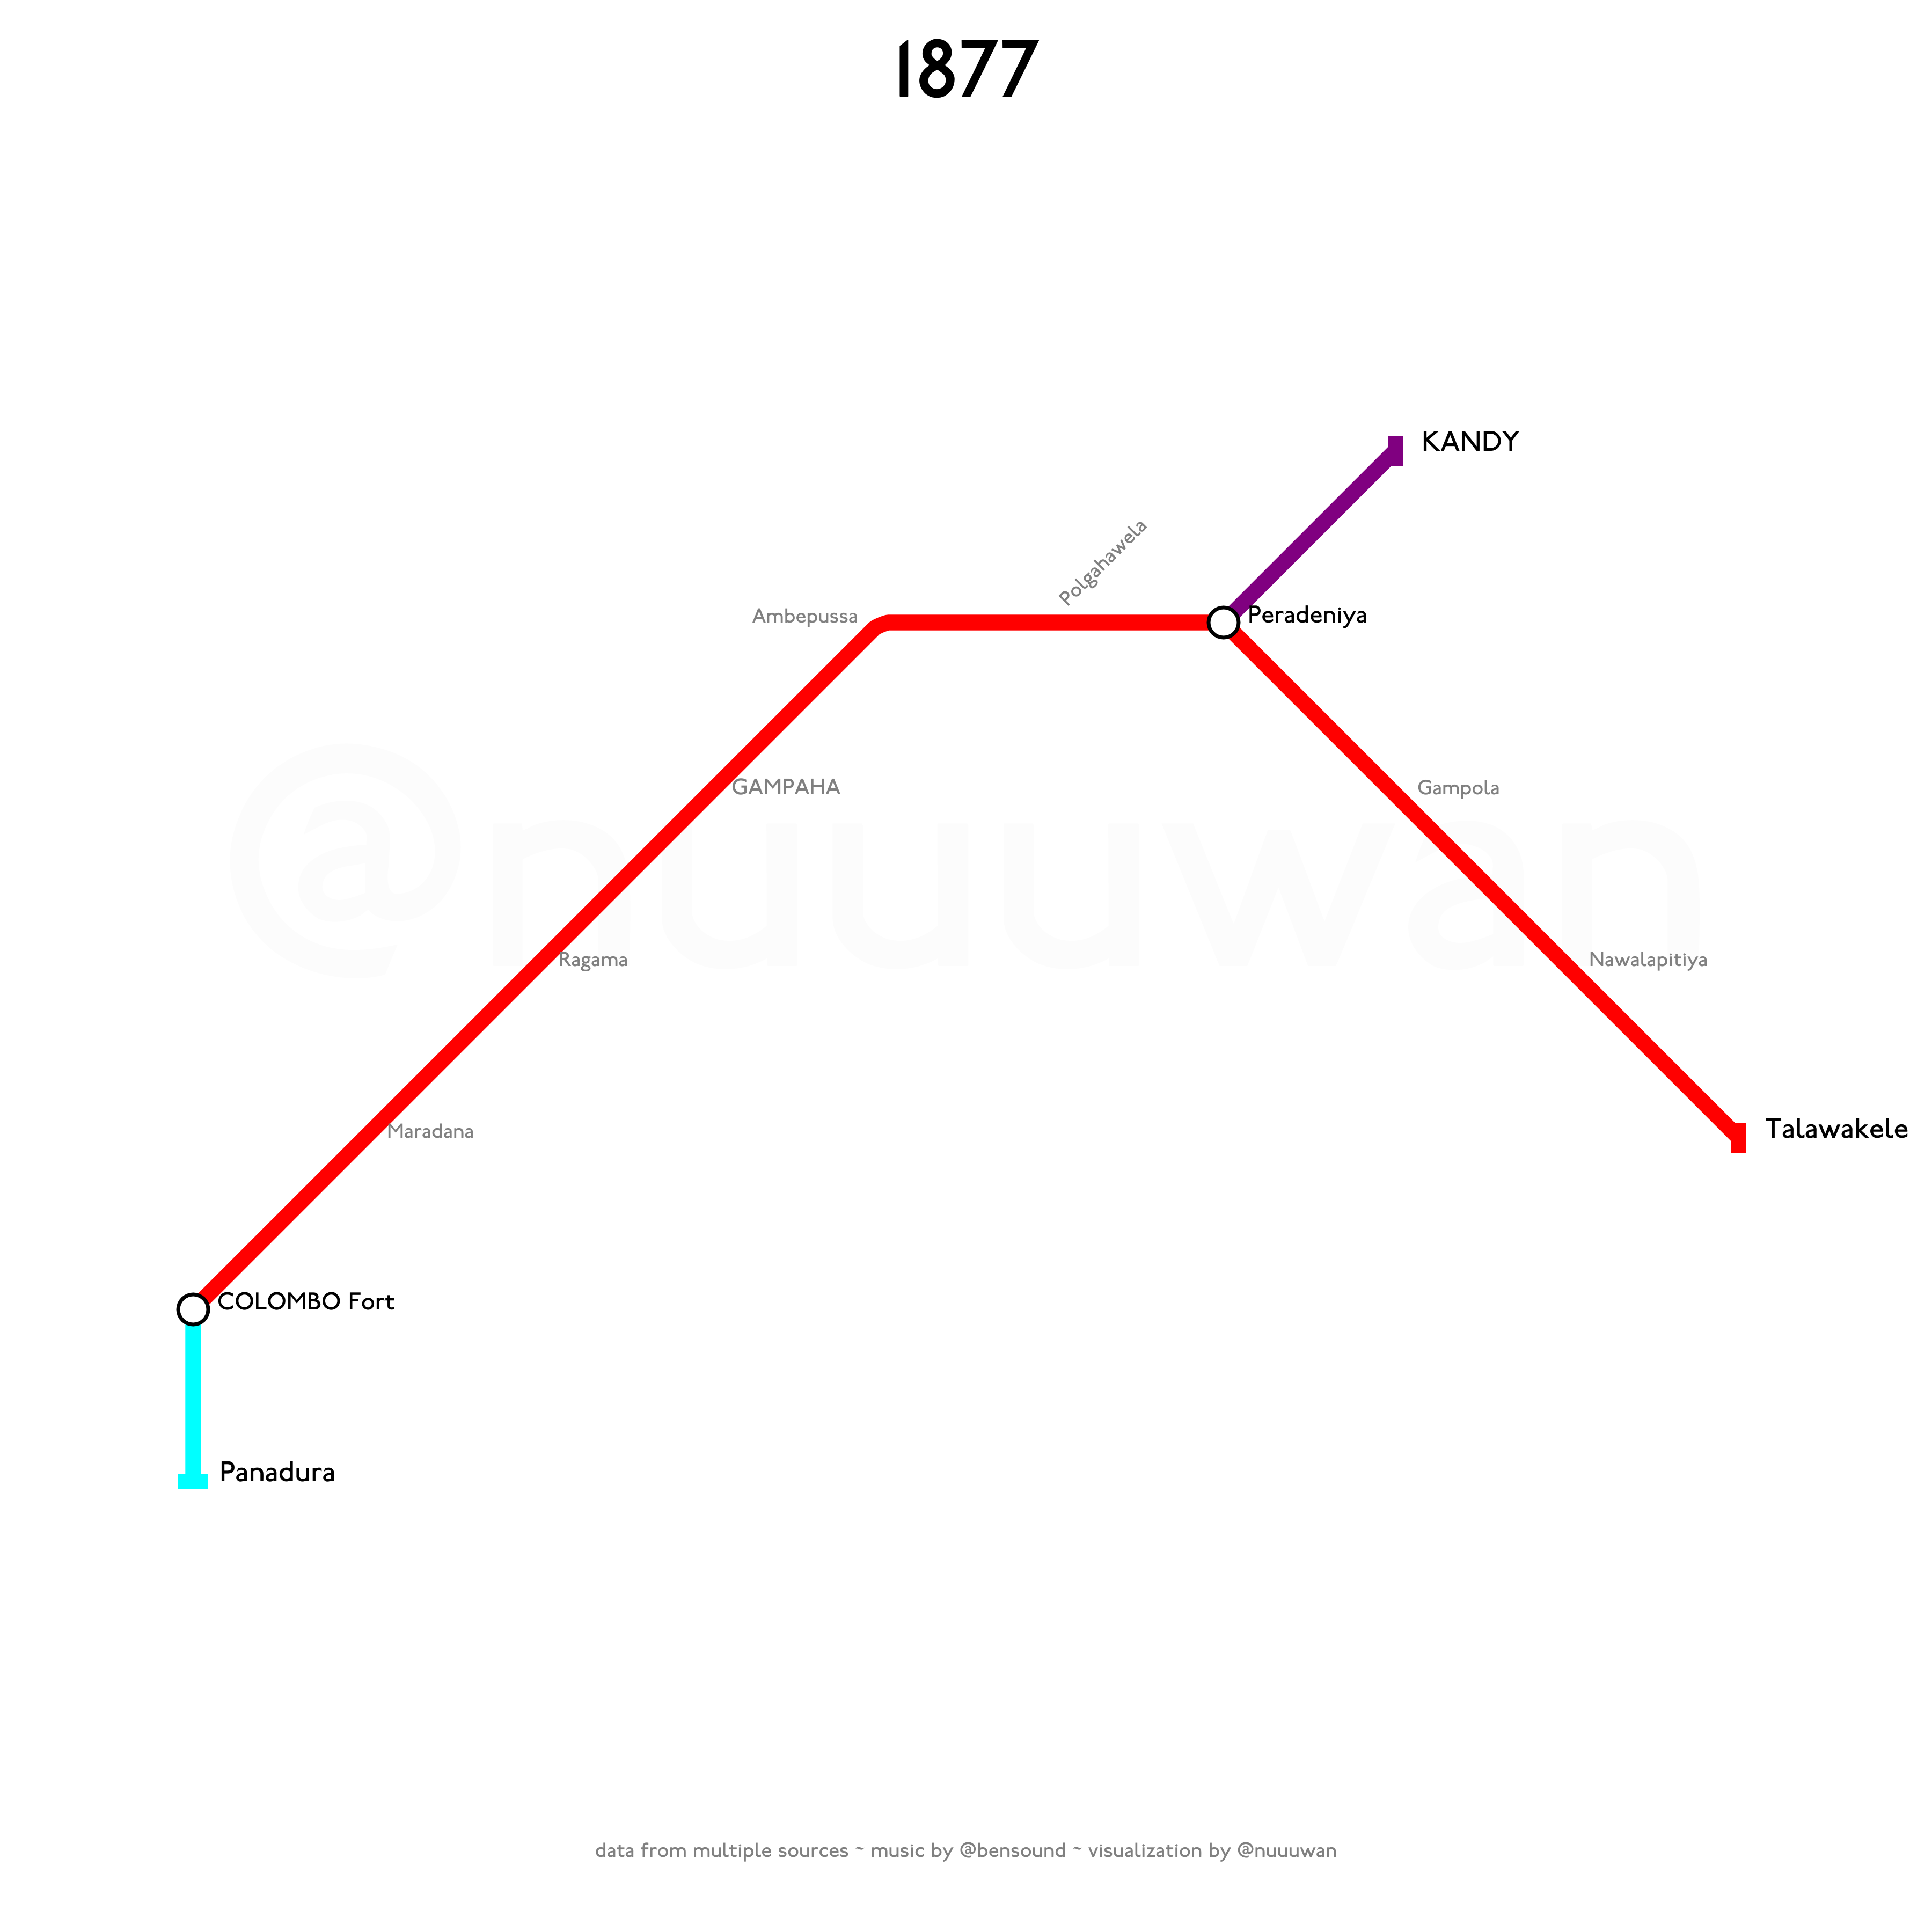 1877
KANDY
Polgahawela
Ambepussa
Peradeniya
GAMPAHA
Gampola
@nuuuwan
Ragama
Nawalapitiya
Maradana
Talawakele
COLOMBO Fort
Panadura
data from multiple sources ~ music by @bensound ~ visualization by @nuuuwan